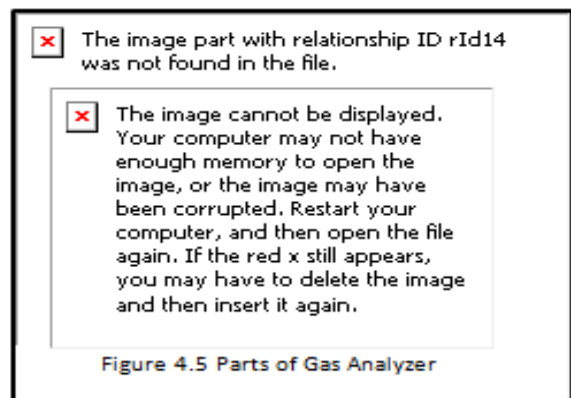 The image part with relationship ID rId14
was not found in the file.
The image cannot be displayed.
Your computer may not have
enough memory to open the
image, or the image may have
been corrupted. Restart your
computer, and then open the file
again. If the red x still appears,
you may have to delete the image
and then insert it again.
Figure 4.5 Parts of Gas Analyzer